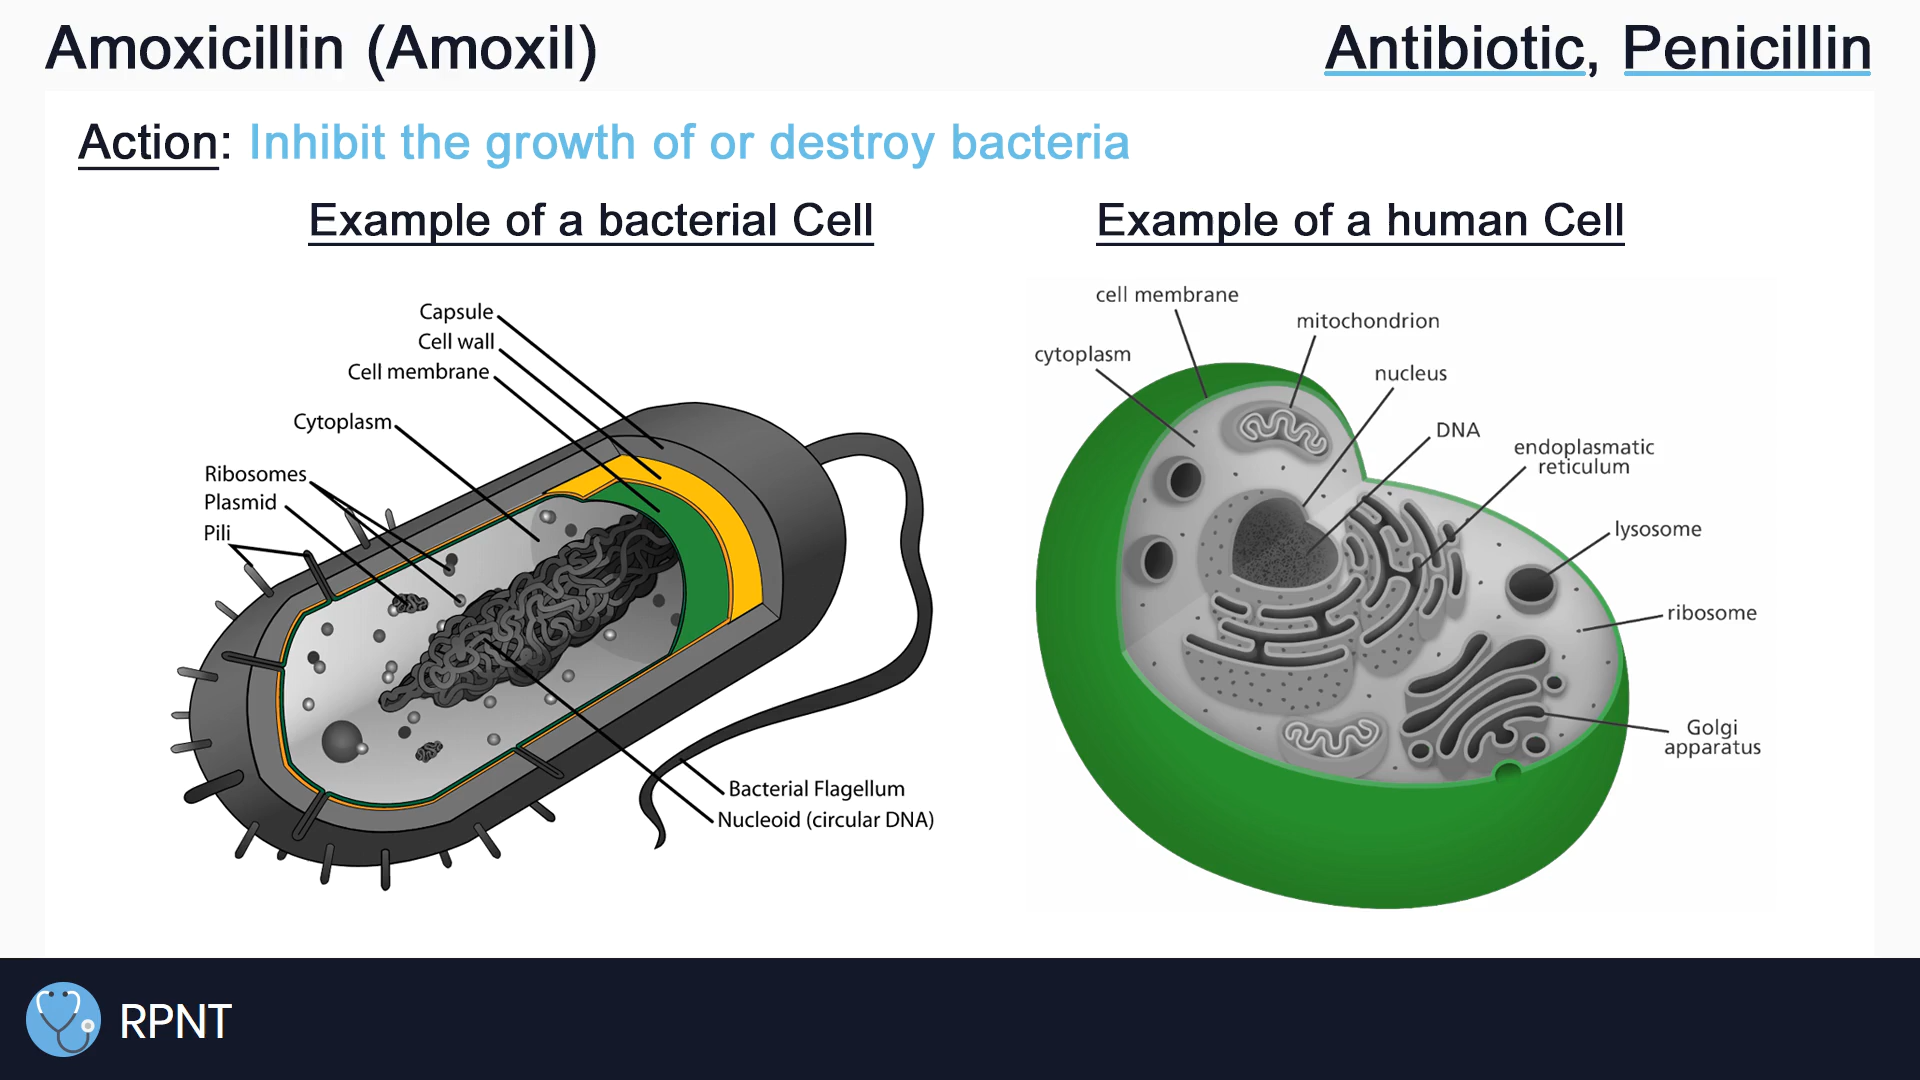 Amoxicillin (Amoxil)
Antibiotic, Penicillin
Action: Inhibit the growth of or destroy bacteria
Example of a bacterial Cell
Capsule
Cell wall
Cell membrane
Cytoplasm
Ribosomes
Plasmid
Pili
Bacterial Flagellum
Nucleoid (circular DNA)
Example of a human Cell
cell membrane
mitochondrion
cytoplasm
nucleus
DNA
endoplasmatic
reticulum
lysosome
ribosome
Golgi
apparatus
RPNT